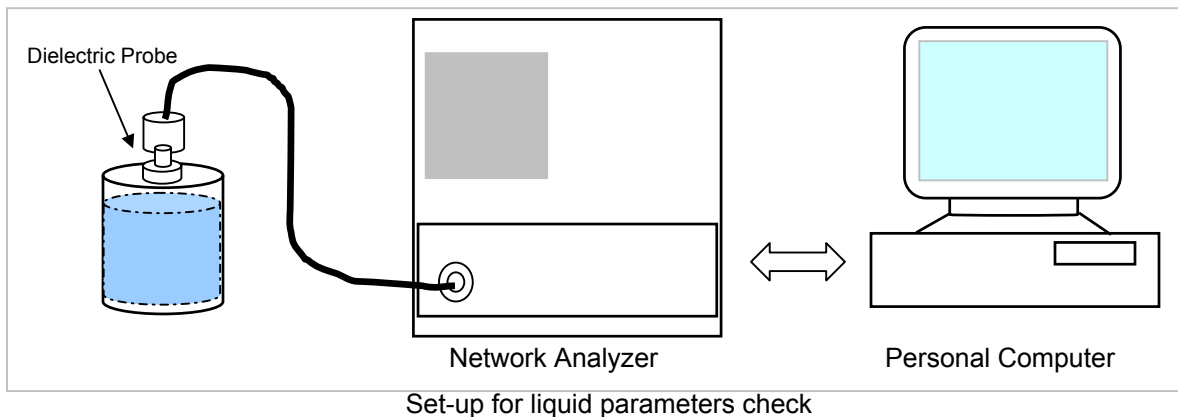 Dielectric Probe
Network Analyzer
Personal Computer
Set-up for liquid parameters check